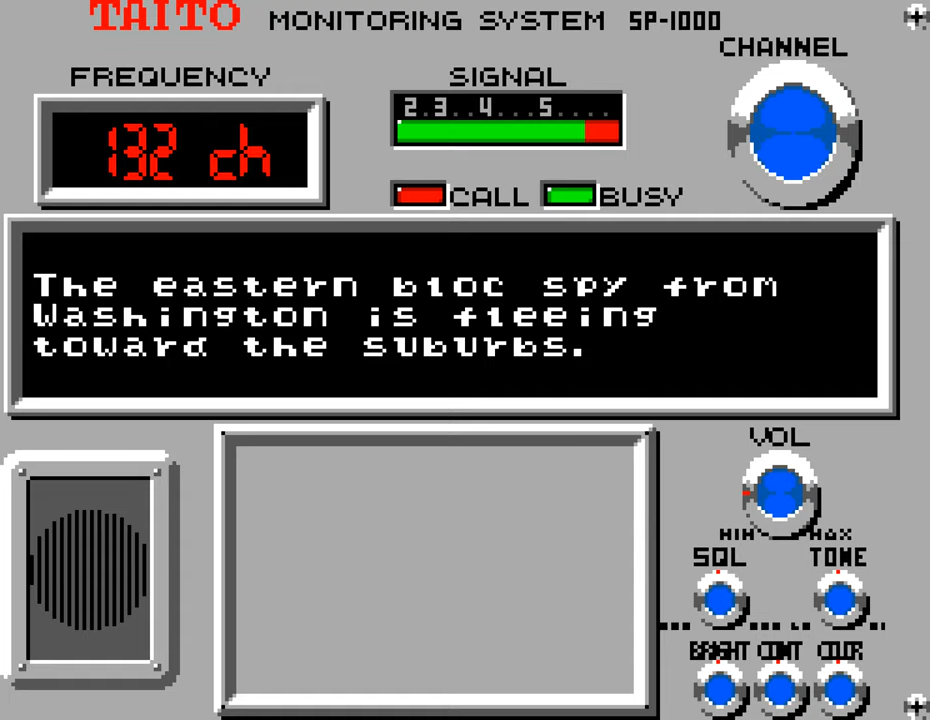 TAITO MONITORING SYSTEM SP-1000
CHANNEL
FREQUENCY
SIGNAL
2.3..4...5....
132 ch
CALL
BUSY
The eastern bloc spy from
Washington is fleeing
toward the suburbs.
VOL
MIN MAX
SQL TONE
BRIGHT CONT COLOR